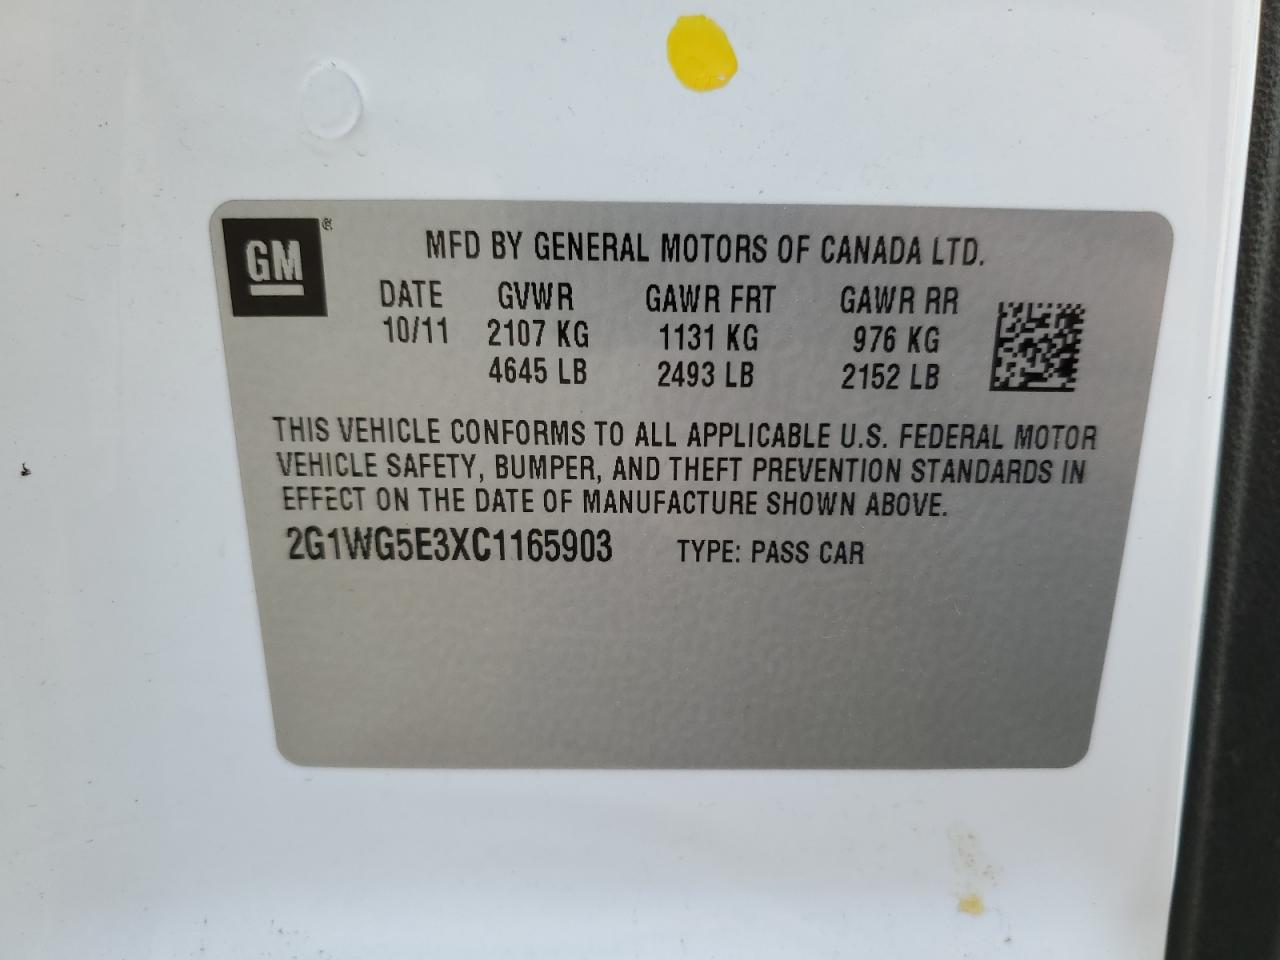 GM ®
MFD BY GENERAL MOTORS OF CANADA LTD.
DATE GVWR GAWR FRT GAWR RR
10/11 2107 KG 1131 KG 976 KG
4645 LB 2493 LB 2152 LB
THIS VEHICLE CONFORMS TO ALL APPLICABLE U.S. FEDERAL MOTOR
VEHICLE SAFETY, BUMPER, AND THEFT PREVENTION STANDARDS IN
EFFECT ON THE DATE OF MANUFACTURE SHOWN ABOVE.
2G1WG5E3XC1165903 TYPE: PASS CAR